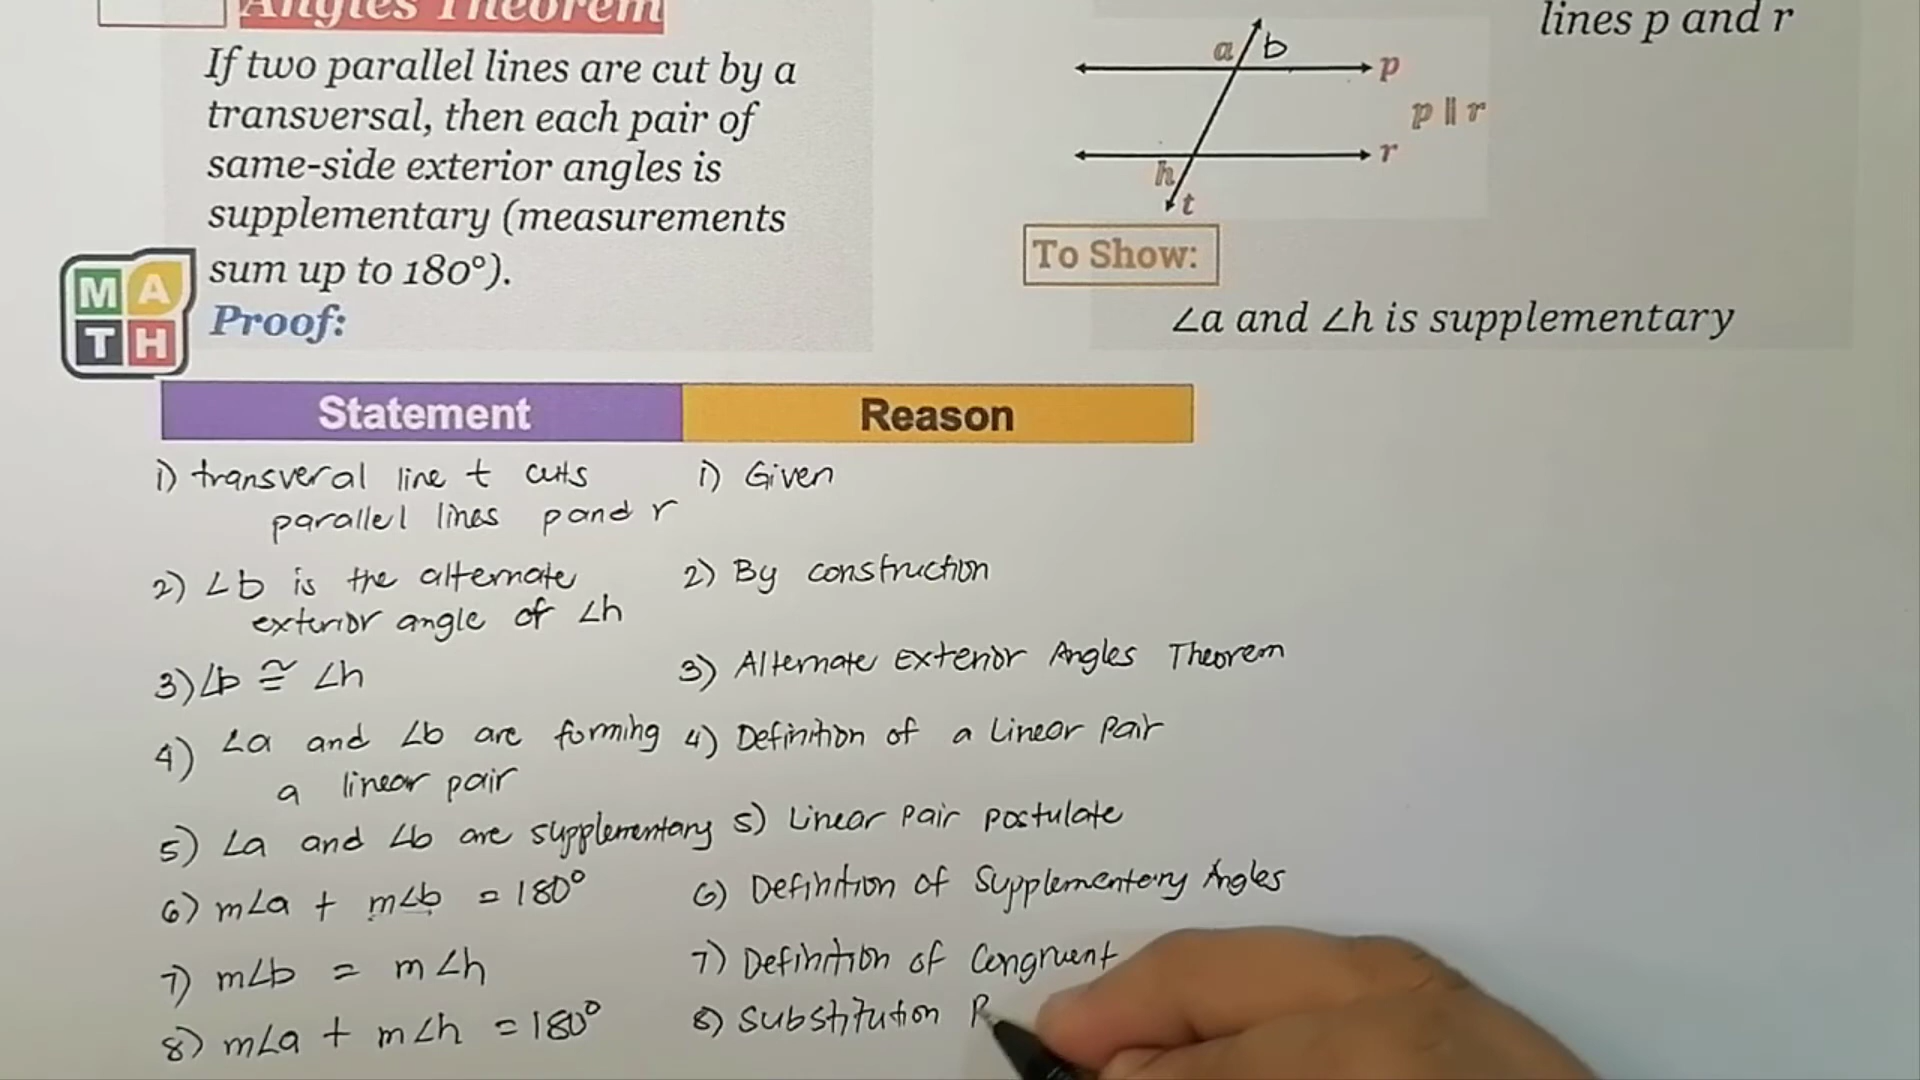 Angles Theorem
If two parallel lines are cut by a
transversal, then each pair of
same-side exterior angles is
supplementary (measurements
sum up to 180°).
Proof:
M A
T H
lines p and r
a b
p
p ∥ r
r
h
t
To Show:
∠a and ∠h is supplementary
Statement Reason
1) transveral line t cuts 1) Given
parallel lines p and r
2) ∠b is the alternate 2) By construction
exterior angle of ∠h
3) ∠b ≅ ∠h 3) Alternate Exterior Angles Theorem
4) ∠a and ∠b are forming 4) Definition of a Linear Pair
a linear pair
5) ∠a and ∠b are supplementary 5) Linear Pair Postulate
6) m∠a + m∠b = 180° 6) Definition of Supplementary Angles
7) m∠b = m∠h 7) Definition of Congruent
8) m∠a + m∠h = 180° 8) Substitution P